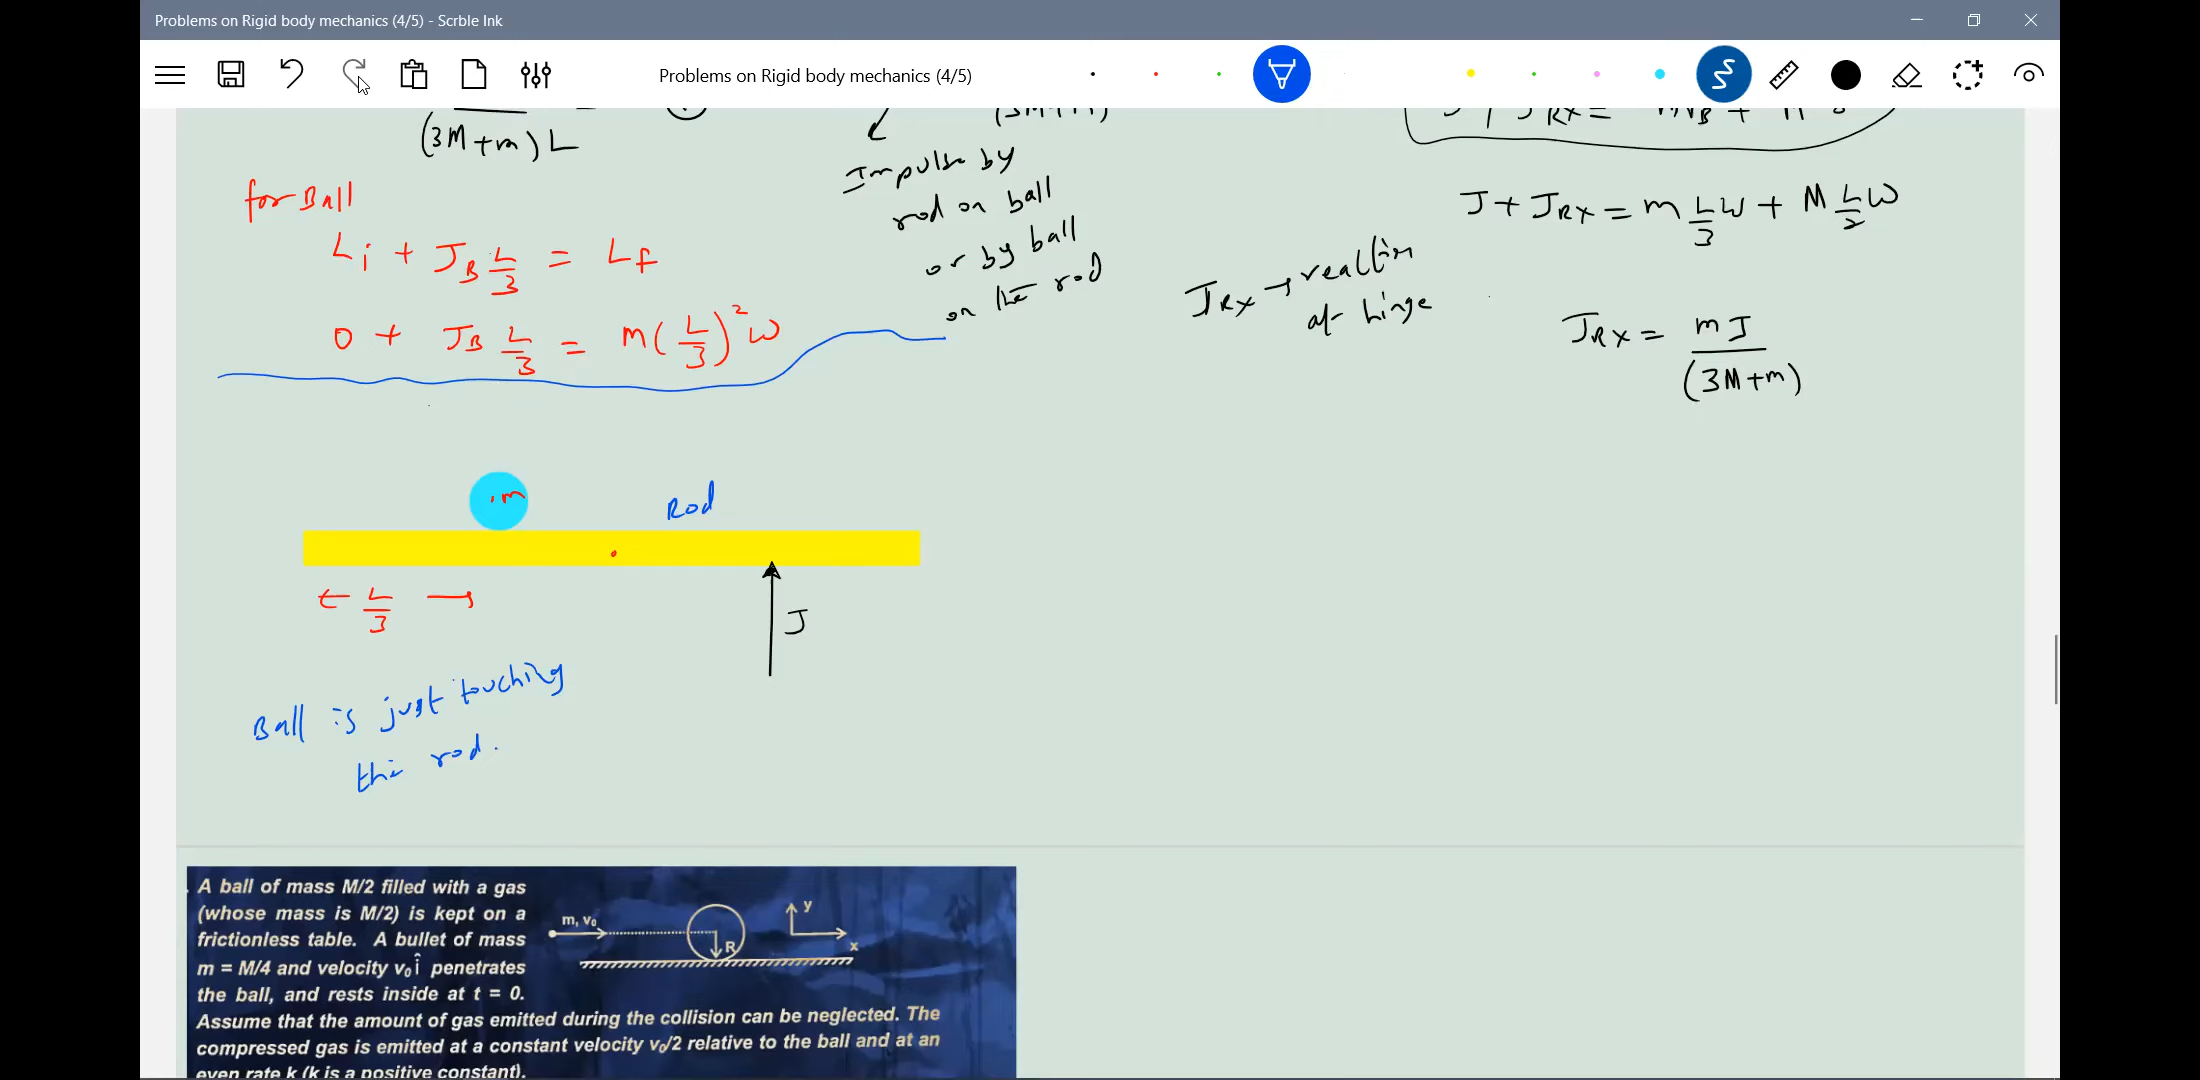 Problems on Rigid body mechanics (4/5) - Scrble Ink
Problems on Rigid body mechanics (4/5)
(3M+m)L
for Ball
Li + JB L/3 = Lf
0 + JB L/3 = m(L/3)²ω
Impulse by
rod on ball
or by ball
on the rod
J + JRX = m L/3 ω + M L/2 ω
JRX → reaction
at hinge
JRX = mJ/(3M+m)
m
Rod
← L/3 →
J
Ball is just touching
the rod.
A ball of mass M/2 filled with a gas
(whose mass is M/2) is kept on a
frictionless table. A bullet of mass
m = M/4 and velocity v₀î penetrates
the ball, and rests inside at t = 0.
Assume that the amount of gas emitted during the collision can be neglected. The
compressed gas is emitted at a constant velocity v₀/2 relative to the ball and at an
even rate k (k is a positive constant).
m, v₀
R
y
x